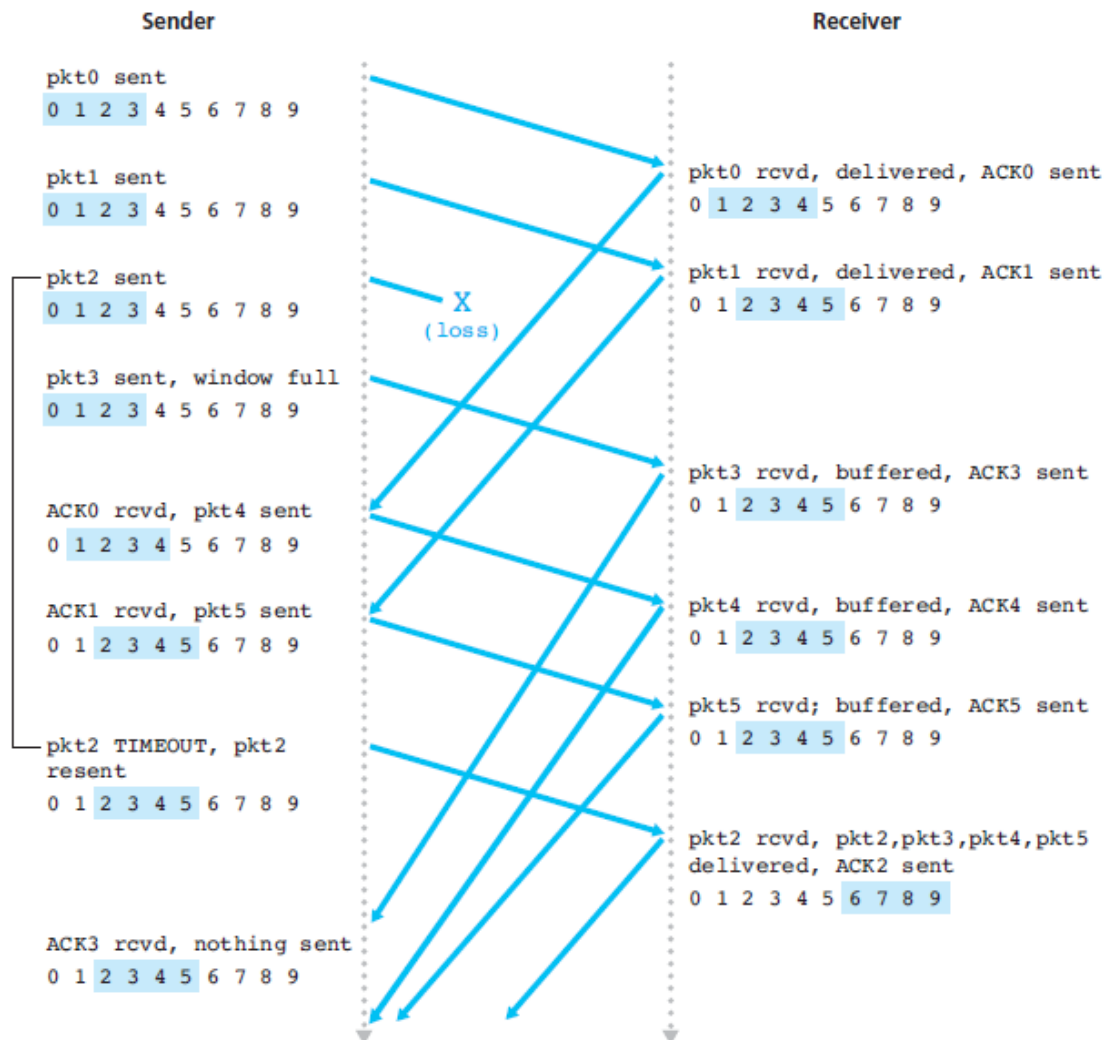 Sender
pkt0 sent
0 1 2 3 4 5 6 7 8 9
pkt1 sent
0 1 2 3 4 5 6 7 8 9
pkt2 sent
0 1 2 3 4 5 6 7 8 9
pkt3 sent, window full
0 1 2 3 4 5 6 7 8 9
ACK0 rcvd, pkt4 sent
0 1 2 3 4 5 6 7 8 9
ACK1 rcvd, pkt5 sent
0 1 2 3 4 5 6 7 8 9
pkt2 TIMEOUT, pkt2
resent
0 1 2 3 4 5 6 7 8 9
ACK3 rcvd, nothing sent
0 1 2 3 4 5 6 7 8 9
X
(loss)
Receiver
pkt0 rcvd, delivered, ACK0 sent
0 1 2 3 4 5 6 7 8 9
pkt1 rcvd, delivered, ACK1 sent
0 1 2 3 4 5 6 7 8 9
pkt3 rcvd, buffered, ACK3 sent
0 1 2 3 4 5 6 7 8 9
pkt4 rcvd, buffered, ACK4 sent
0 1 2 3 4 5 6 7 8 9
pkt5 rcvd; buffered, ACK5 sent
0 1 2 3 4 5 6 7 8 9
pkt2 rcvd, pkt2,pkt3,pkt4,pkt5
delivered, ACK2 sent
0 1 2 3 4 5 6 7 8 9